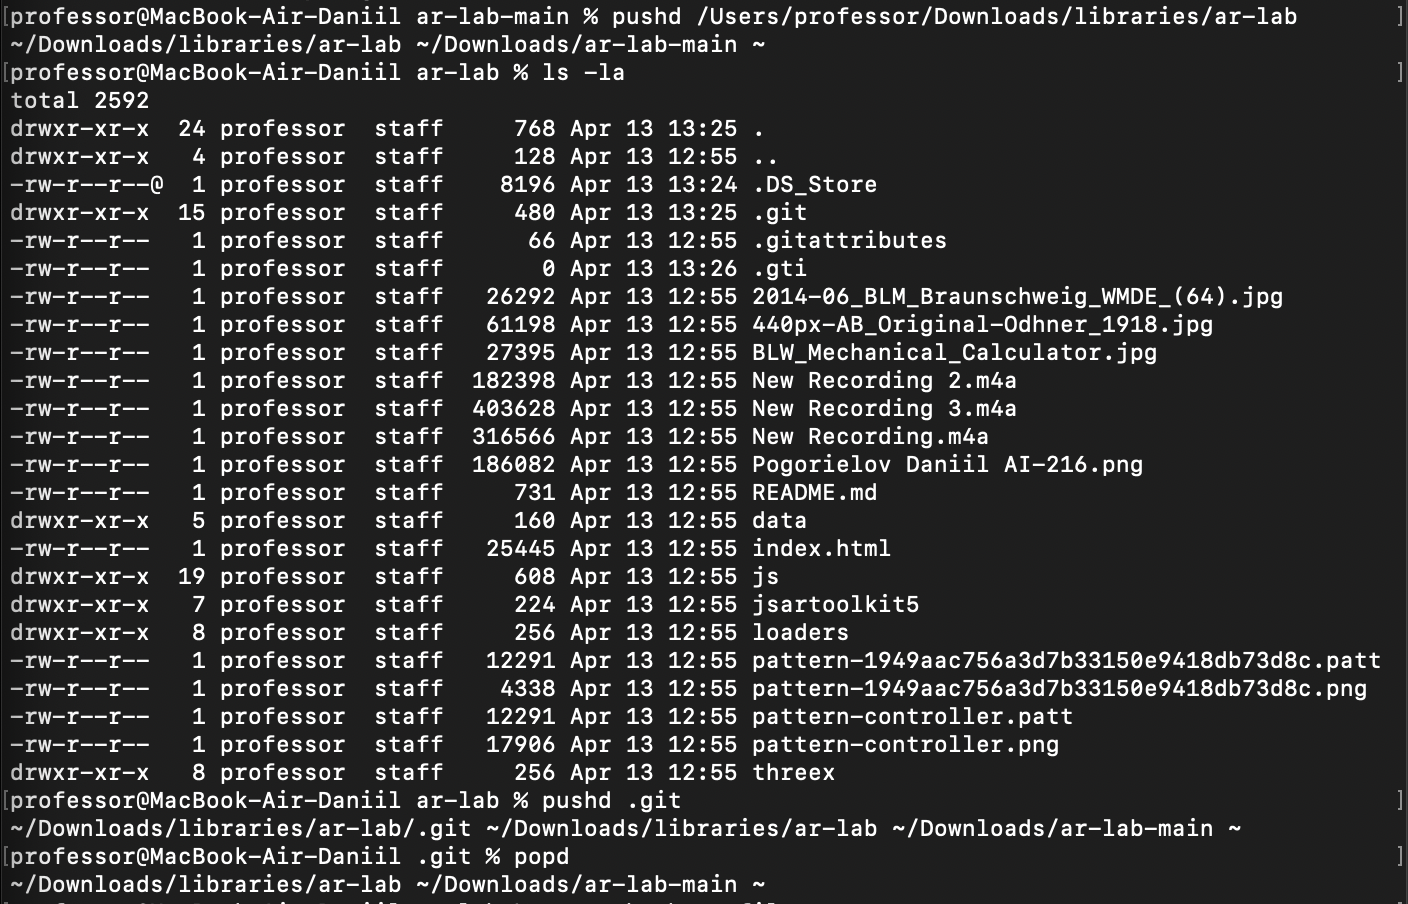 [professor@MacBook-Air-Daniil ar-lab-main % pushd /Users/professor/Downloads/libraries/ar-lab ]
~/Downloads/libraries/ar-lab ~/Downloads/ar-lab-main ~
[professor@MacBook-Air-Daniil ar-lab % ls -la ]
total 2592
drwxr-xr-x  24 professor  staff     768 Apr 13 13:25 .
drwxr-xr-x   4 professor  staff     128 Apr 13 12:55 ..
-rw-r--r--@  1 professor  staff    8196 Apr 13 13:24 .DS_Store
drwxr-xr-x  15 professor  staff     480 Apr 13 13:25 .git
-rw-r--r--   1 professor  staff      66 Apr 13 12:55 .gitattributes
-rw-r--r--   1 professor  staff       0 Apr 13 13:26 .gti
-rw-r--r--   1 professor  staff   26292 Apr 13 12:55 2014-06_BLM_Braunschweig_WMDE_(64).jpg
-rw-r--r--   1 professor  staff   61198 Apr 13 12:55 440px-AB_Original-Odhner_1918.jpg
-rw-r--r--   1 professor  staff   27395 Apr 13 12:55 BLW_Mechanical_Calculator.jpg
-rw-r--r--   1 professor  staff  182398 Apr 13 12:55 New Recording 2.m4a
-rw-r--r--   1 professor  staff  403628 Apr 13 12:55 New Recording 3.m4a
-rw-r--r--   1 professor  staff  316566 Apr 13 12:55 New Recording.m4a
-rw-r--r--   1 professor  staff  186082 Apr 13 12:55 Pogorielov Daniil AI-216.png
-rw-r--r--   1 professor  staff     731 Apr 13 12:55 README.md
drwxr-xr-x   5 professor  staff     160 Apr 13 12:55 data
-rw-r--r--   1 professor  staff   25445 Apr 13 12:55 index.html
drwxr-xr-x  19 professor  staff     608 Apr 13 12:55 js
drwxr-xr-x   7 professor  staff     224 Apr 13 12:55 jsartoolkit5
drwxr-xr-x   8 professor  staff     256 Apr 13 12:55 loaders
-rw-r--r--   1 professor  staff   12291 Apr 13 12:55 pattern-1949aac756a3d7b33150e9418db73d8c.patt
-rw-r--r--   1 professor  staff    4338 Apr 13 12:55 pattern-1949aac756a3d7b33150e9418db73d8c.png
-rw-r--r--   1 professor  staff   12291 Apr 13 12:55 pattern-controller.patt
-rw-r--r--   1 professor  staff   17906 Apr 13 12:55 pattern-controller.png
drwxr-xr-x   8 professor  staff     256 Apr 13 12:55 threex
[professor@MacBook-Air-Daniil ar-lab % pushd .git ]
~/Downloads/libraries/ar-lab/.git ~/Downloads/libraries/ar-lab ~/Downloads/ar-lab-main ~
[professor@MacBook-Air-Daniil .git % popd ]
~/Downloads/libraries/ar-lab ~/Downloads/ar-lab-main ~